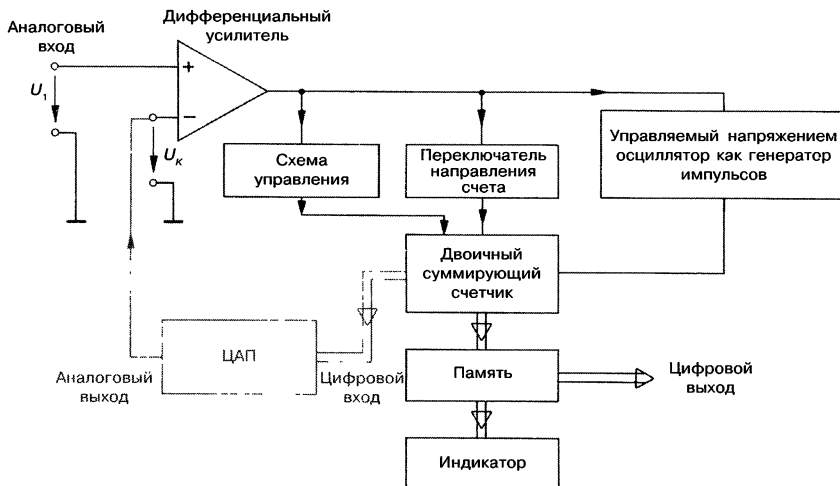 Дифференциальный
усилитель
Аналоговый
вход
+
U1
−
UK
Схема
управления
Переключатель
направления
счета
Управляемый напряжением
осциллятор как генератор
импульсов
Двоичный
суммирующий
счетчик
ЦАП
Аналоговый
выход
Цифровой
вход
Память
Цифровой
выход
Индикатор